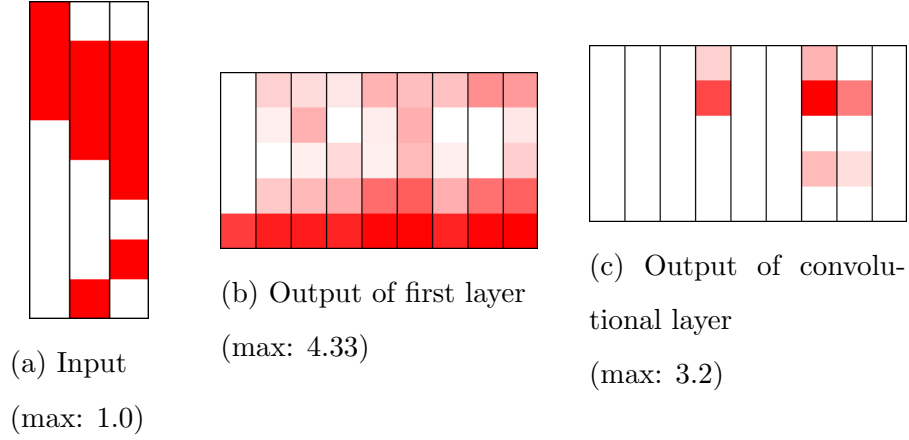 (a) Input
(max: 1.0)
(b) Output of first layer
(max: 4.33)
(c) Output of convolu-
tional layer
(max: 3.2)